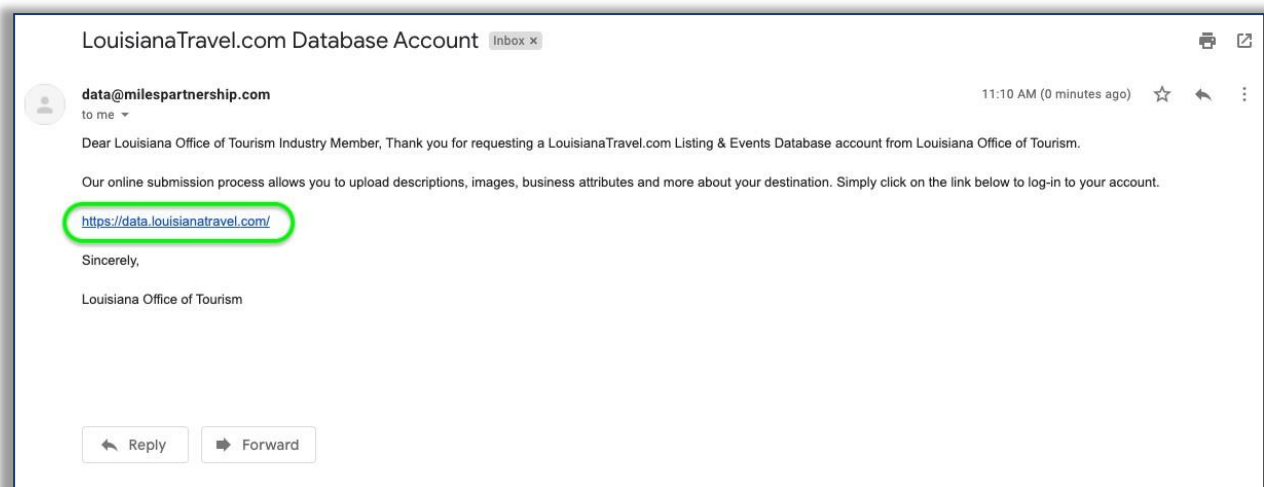 LouisianaTravel.com Database Account Inbox ×
data@milespartnership.com 11:10 AM (0 minutes ago)
to me
Dear Louisiana Office of Tourism Industry Member, Thank you for requesting a LouisianaTravel.com Listing & Events Database account from Louisiana Office of Tourism.
Our online submission process allows you to upload descriptions, images, business attributes and more about your destination. Simply click on the link below to log-in to your account.
https://data.louisianatravel.com/
Sincerely,
Louisiana Office of Tourism
Reply Forward